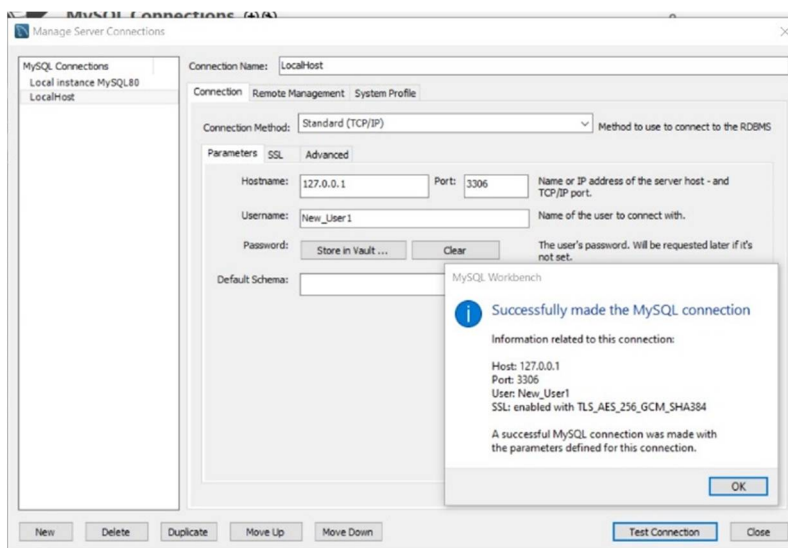 MySQL Connections
Manage Server Connections
MySQL Connections
Local instance MySQL80
LocalHost
Connection Name: LocalHost
Connection Remote Management System Profile
Connection Method: Standard (TCP/IP) Method to use to connect to the RDBMS
Parameters SSL Advanced
Hostname: 127.0.0.1 Port: 3306 Name or IP address of the server host - and
TCP/IP port.
Username: New_User1 Name of the user to connect with.
Password: Store in Vault ... Clear The user's password. Will be requested later if it's
not set.
Default Schema:
MySQL Workbench
Successfully made the MySQL connection
Information related to this connection:
Host: 127.0.0.1
Port: 3306
User: New_User1
SSL: enabled with TLS_AES_256_GCM_SHA384
A successful MySQL connection was made with
the parameters defined for this connection.
OK
New Delete Duplicate Move Up Move Down Test Connection Close